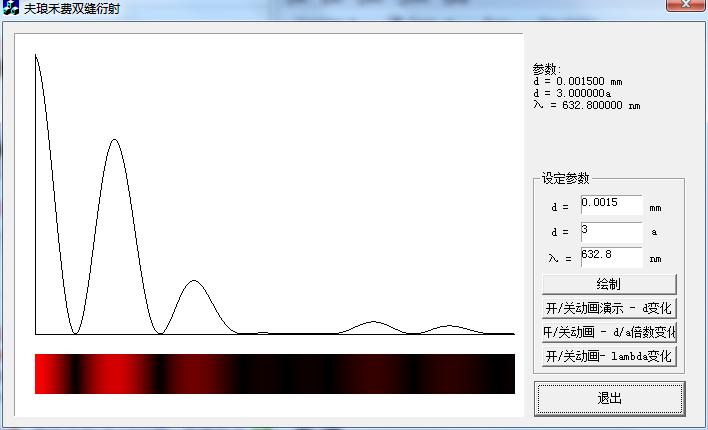 夫琅禾费双缝衍射
参数:
d = 0.001500 mm
d = 3.000000a
入 = 632.800000 nm
设定参数
d = 0.0015 mm
d = 3 a
入 = 632.8 nm
绘制
开/关动画演示 - d变化
开/关动画 - d/a倍数变化
开/关动画- lambda变化
退出